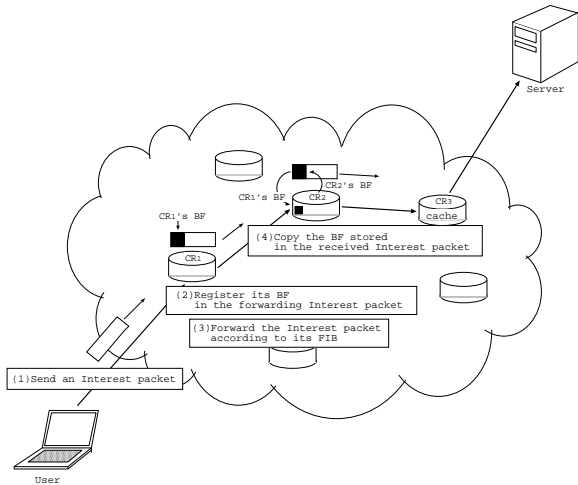 Server
CR2's BF
CR1's BF
CR2
CR3
cache
CR1's BF
(4)Copy the BF stored
in the received Interest packet
CR1
(2)Register its BF
in the forwarding Interest packet
(3)Forward the Interest packet
according to its FIB
(1)Send an Interest packet
User